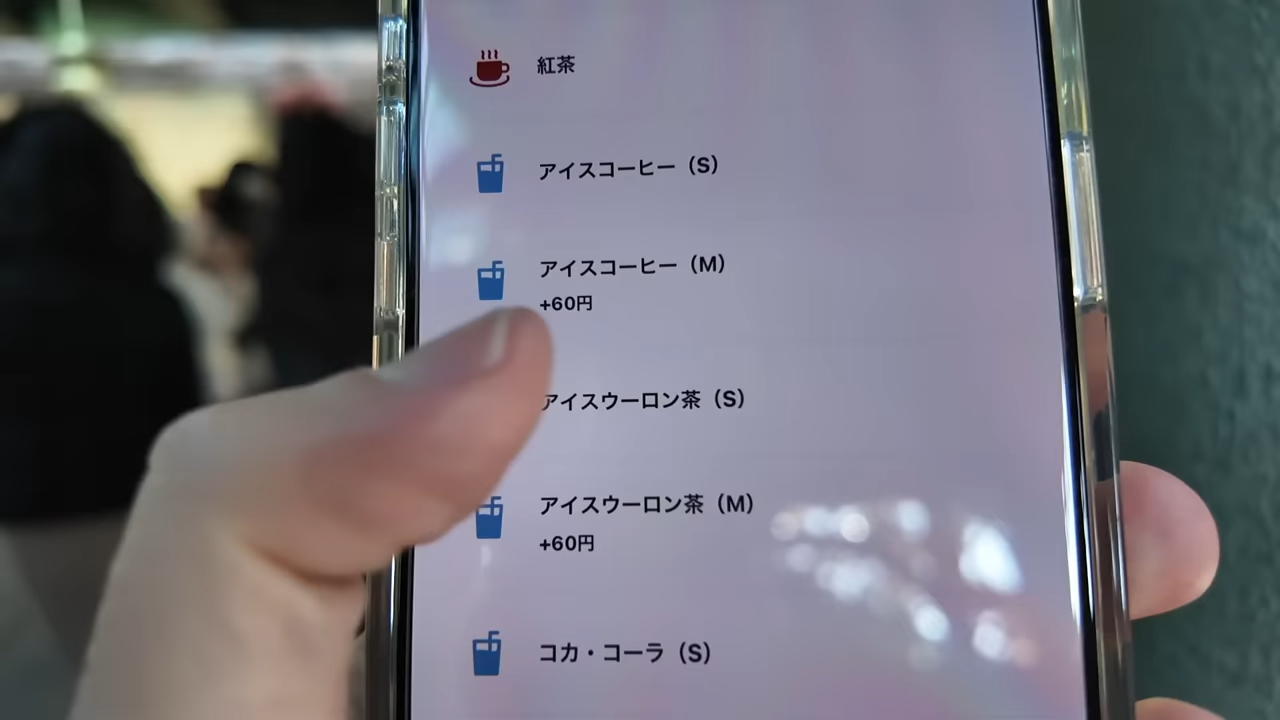 紅茶
アイスコーヒー（S）
アイスコーヒー（M）
+60円
アイスウーロン茶（S）
アイスウーロン茶（M）
+60円
コカ・コーラ（S）